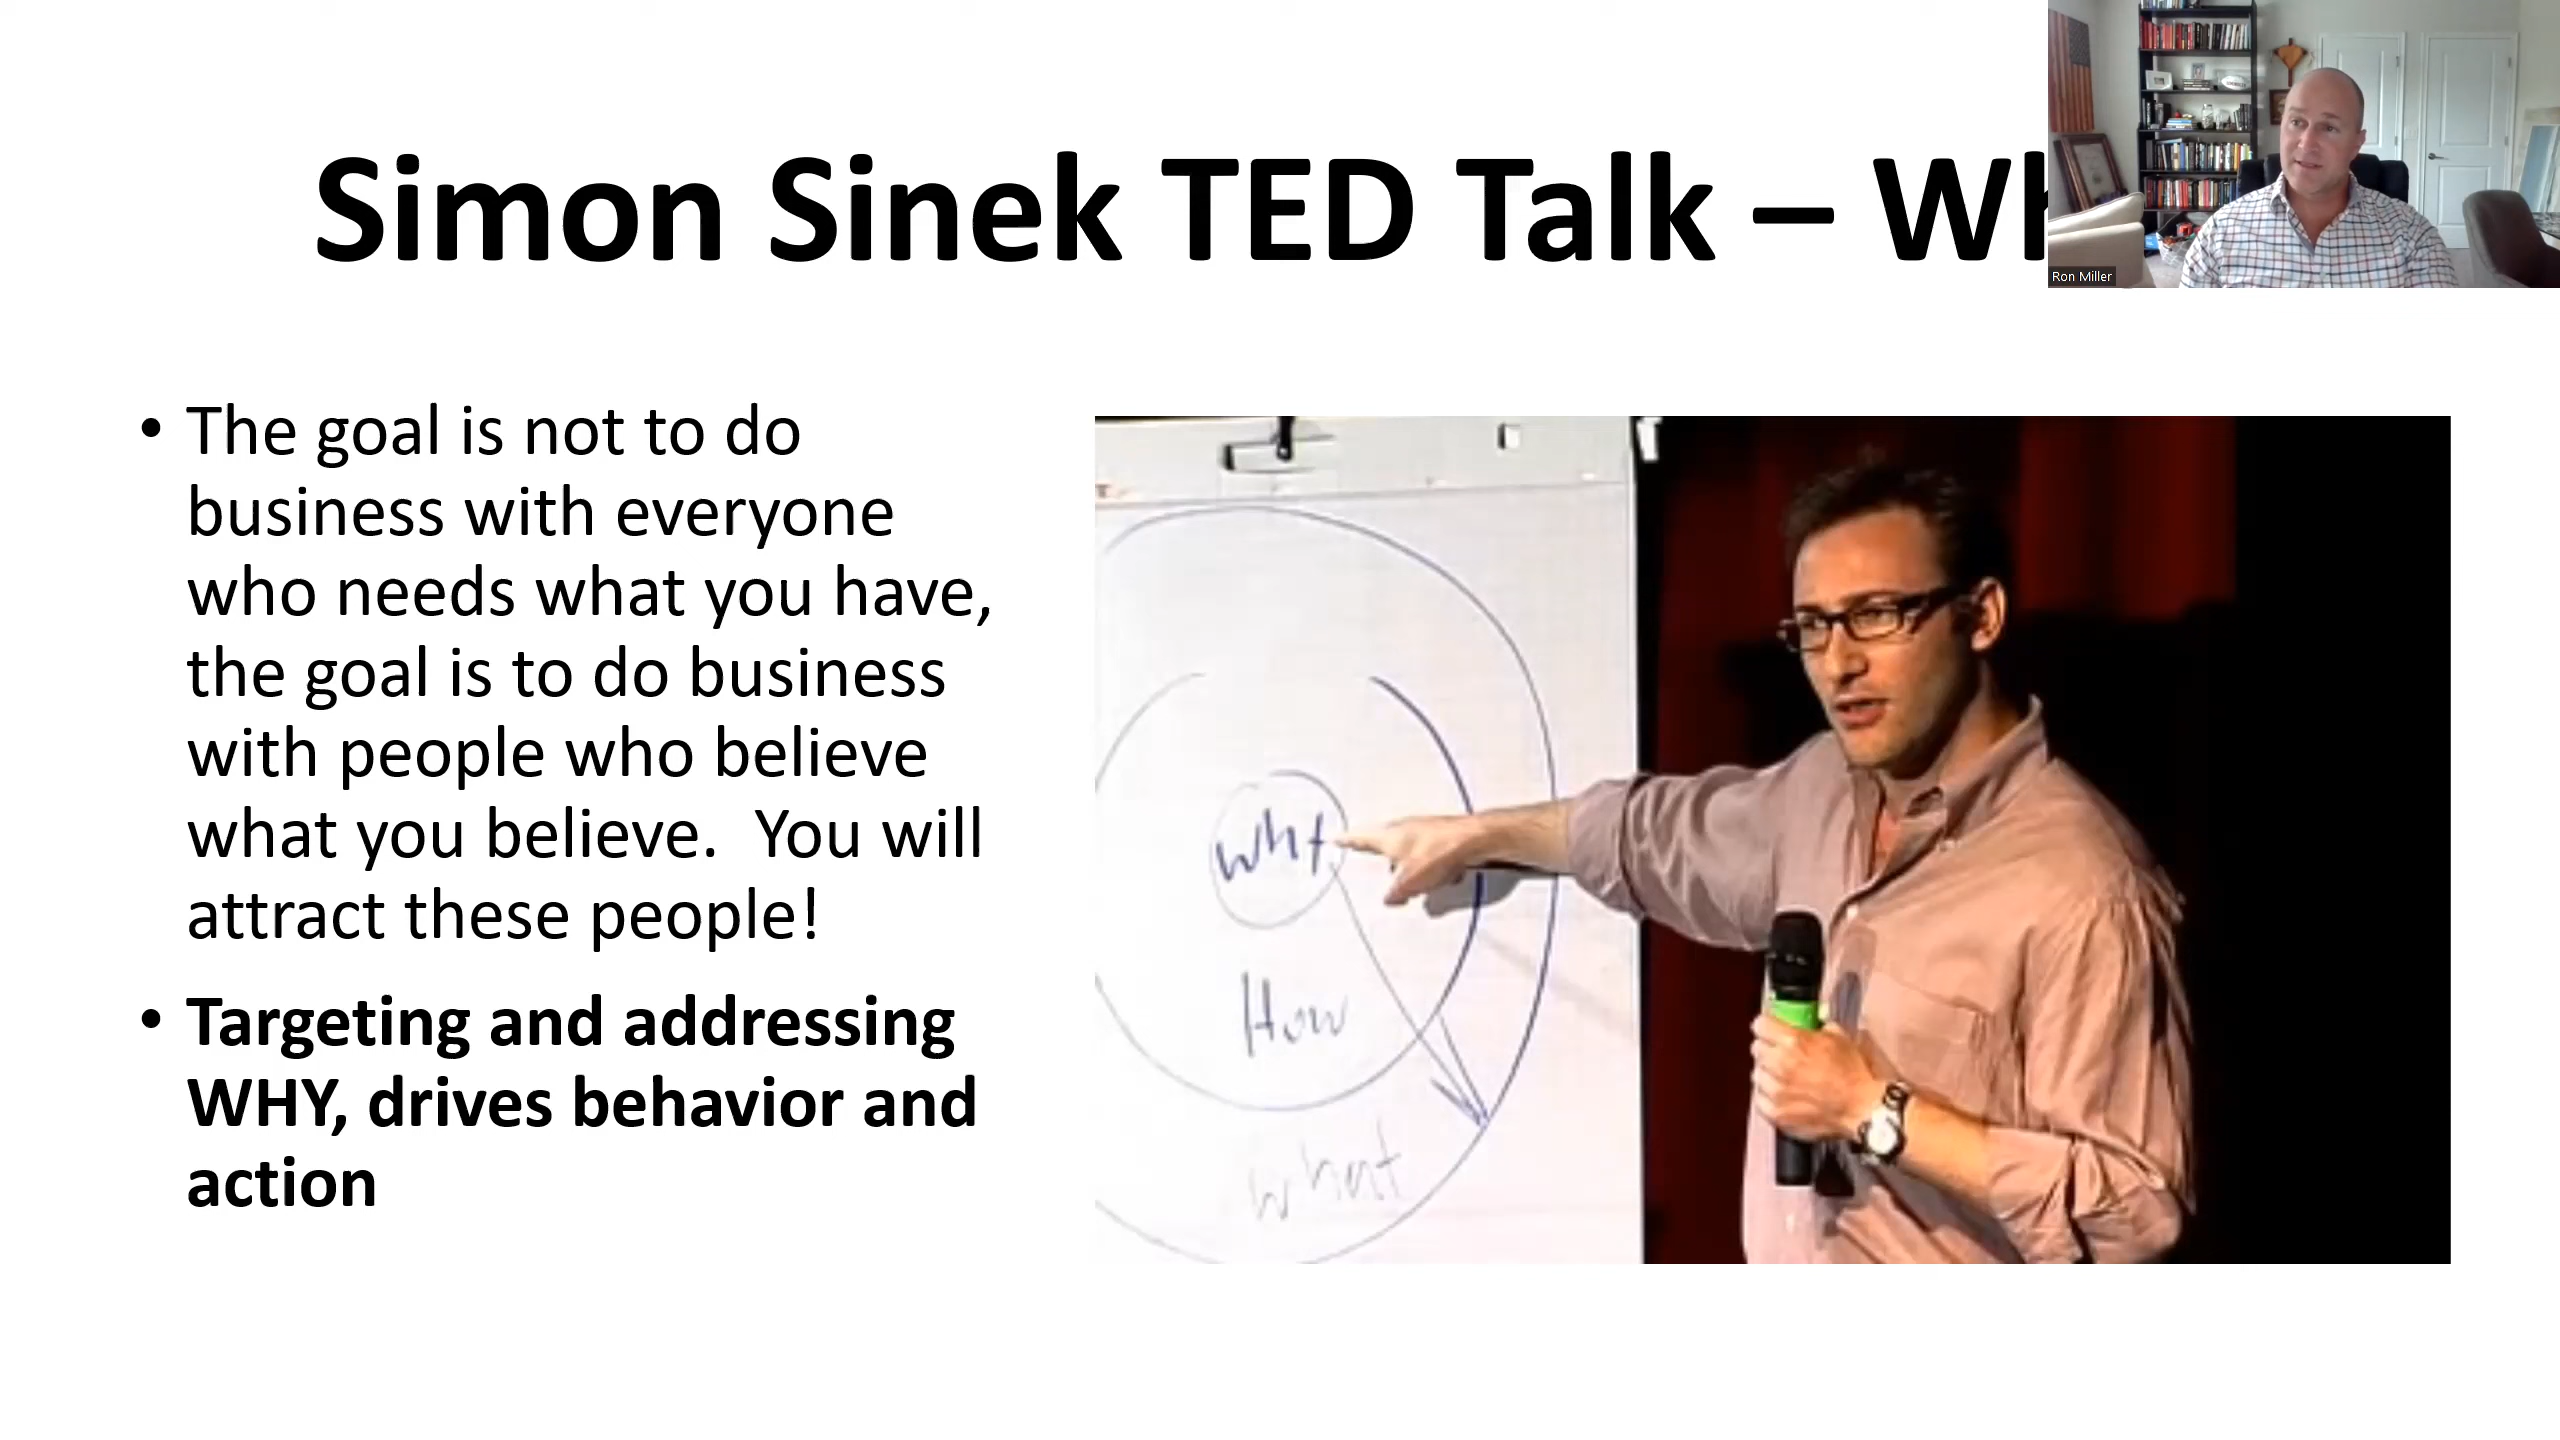 Simon Sinek TED Talk – Wh
Ron Miller
• The goal is not to do
business with everyone
who needs what you have,
the goal is to do business
with people who believe
what you believe.  You will
attract these people!
• Targeting and addressing
WHY, drives behavior and
action
why
How
what